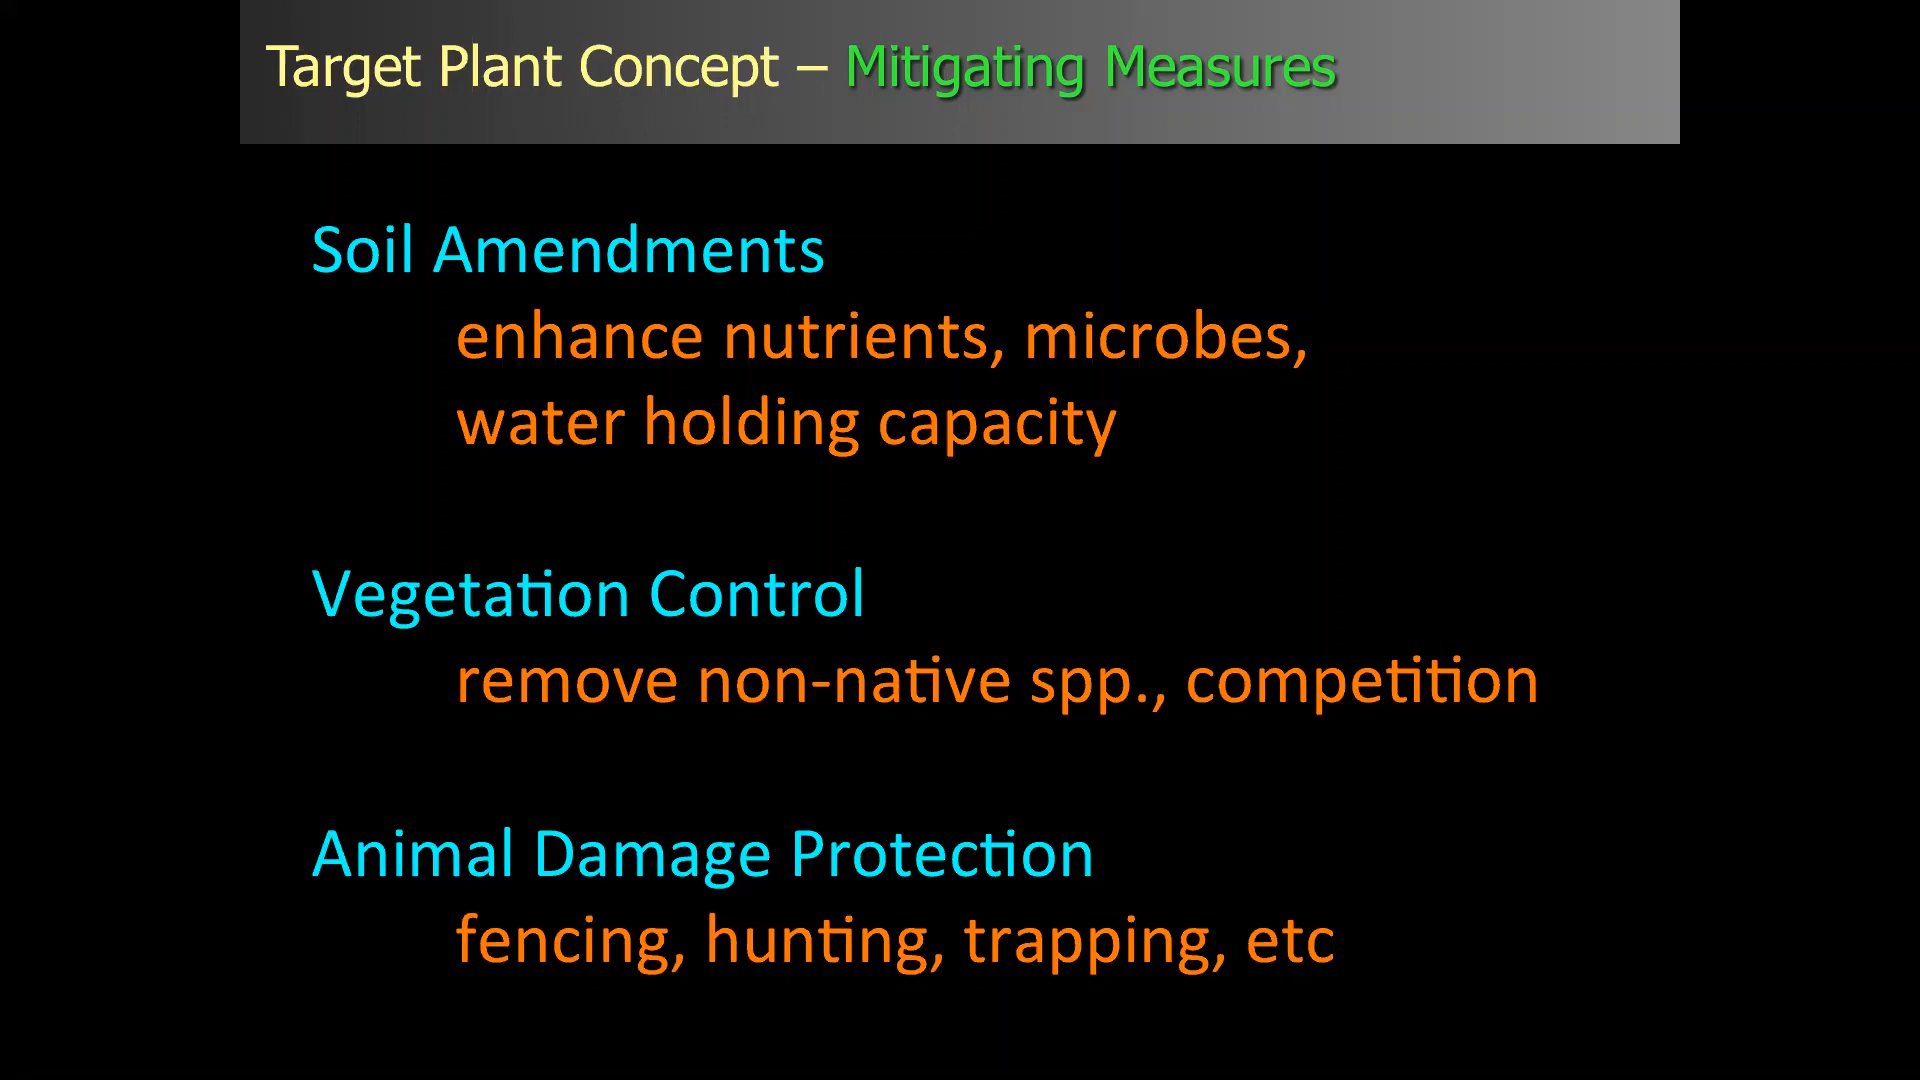 Target Plant Concept – Mitigating Measures
Soil Amendments
enhance nutrients, microbes,
water holding capacity
Vegetation Control
remove non-native spp., competition
Animal Damage Protection
fencing, hunting, trapping, etc